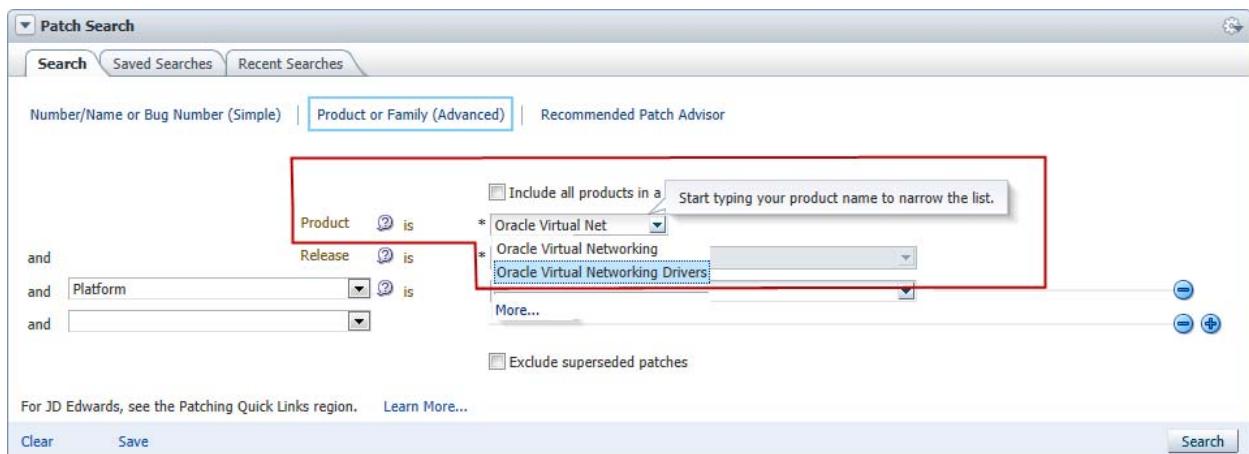 Patch Search
Search Saved Searches Recent Searches
Number/Name or Bug Number (Simple) Product or Family (Advanced) Recommended Patch Advisor
Include all products in a
Start typing your product name to narrow the list.
Product is * Oracle Virtual Net
Oracle Virtual Networking
and Release is *
Oracle Virtual Networking Drivers
and Platform is
More...
and
Exclude superseded patches
For JD Edwards, see the Patching Quick Links region. Learn More...
Clear Save Search